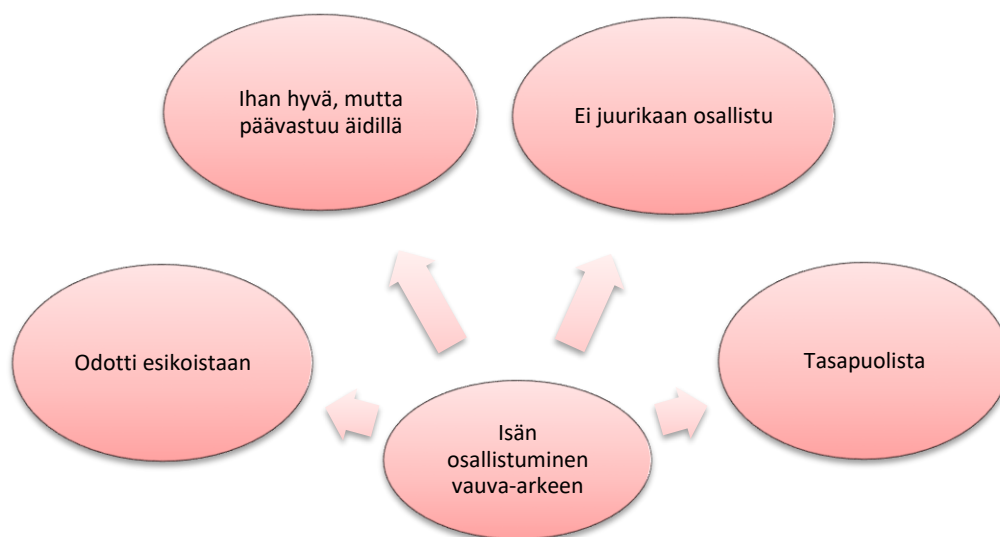 Ihan hyvä, mutta
päävastuu äidillä
Ei juurikaan osallistu
Odotti esikoistaan
Tasapuolista
Isän
osallistuminen
vauva-arkeen